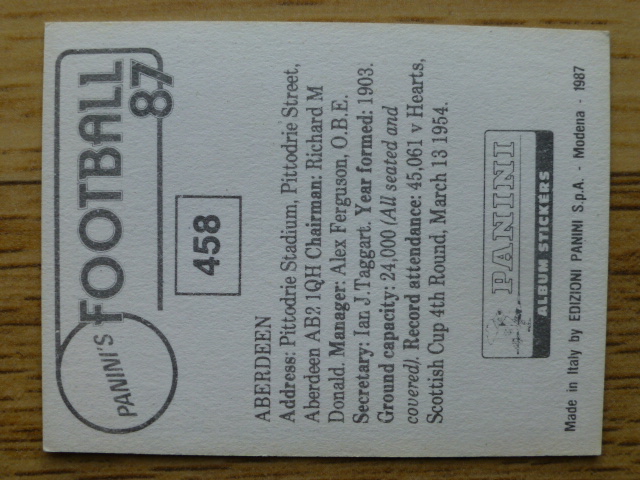 PANINI'S
FOOTBALL
87
458
ABERDEEN
Address: Pittodrie Stadium, Pittodrie Street,
Aberdeen AB2 1QH Chairman: Richard M
Donald. Manager: Alex Ferguson, O.B.E.
Secretary: Ian J. Taggart. Year formed: 1903.
Ground capacity: 24,000 (All seated and
covered). Record attendance: 45,061 v Hearts,
Scottish Cup 4th Round, March 13 1954.
PANINI
ALBUM STICKERS
Made in Italy by EDIZIONI PANINI S.p.A. - Modena - 1987